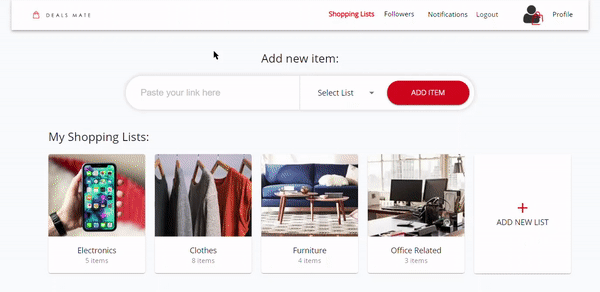 DEALS MATE
Shopping Lists Followers Notifications Logout Profile
Add new item:
Paste your link here Select List ADD ITEM
My Shopping Lists:
Electronics Clothes Furniture Office Related ADD NEW LIST
5 items 8 items 4 items 3 items